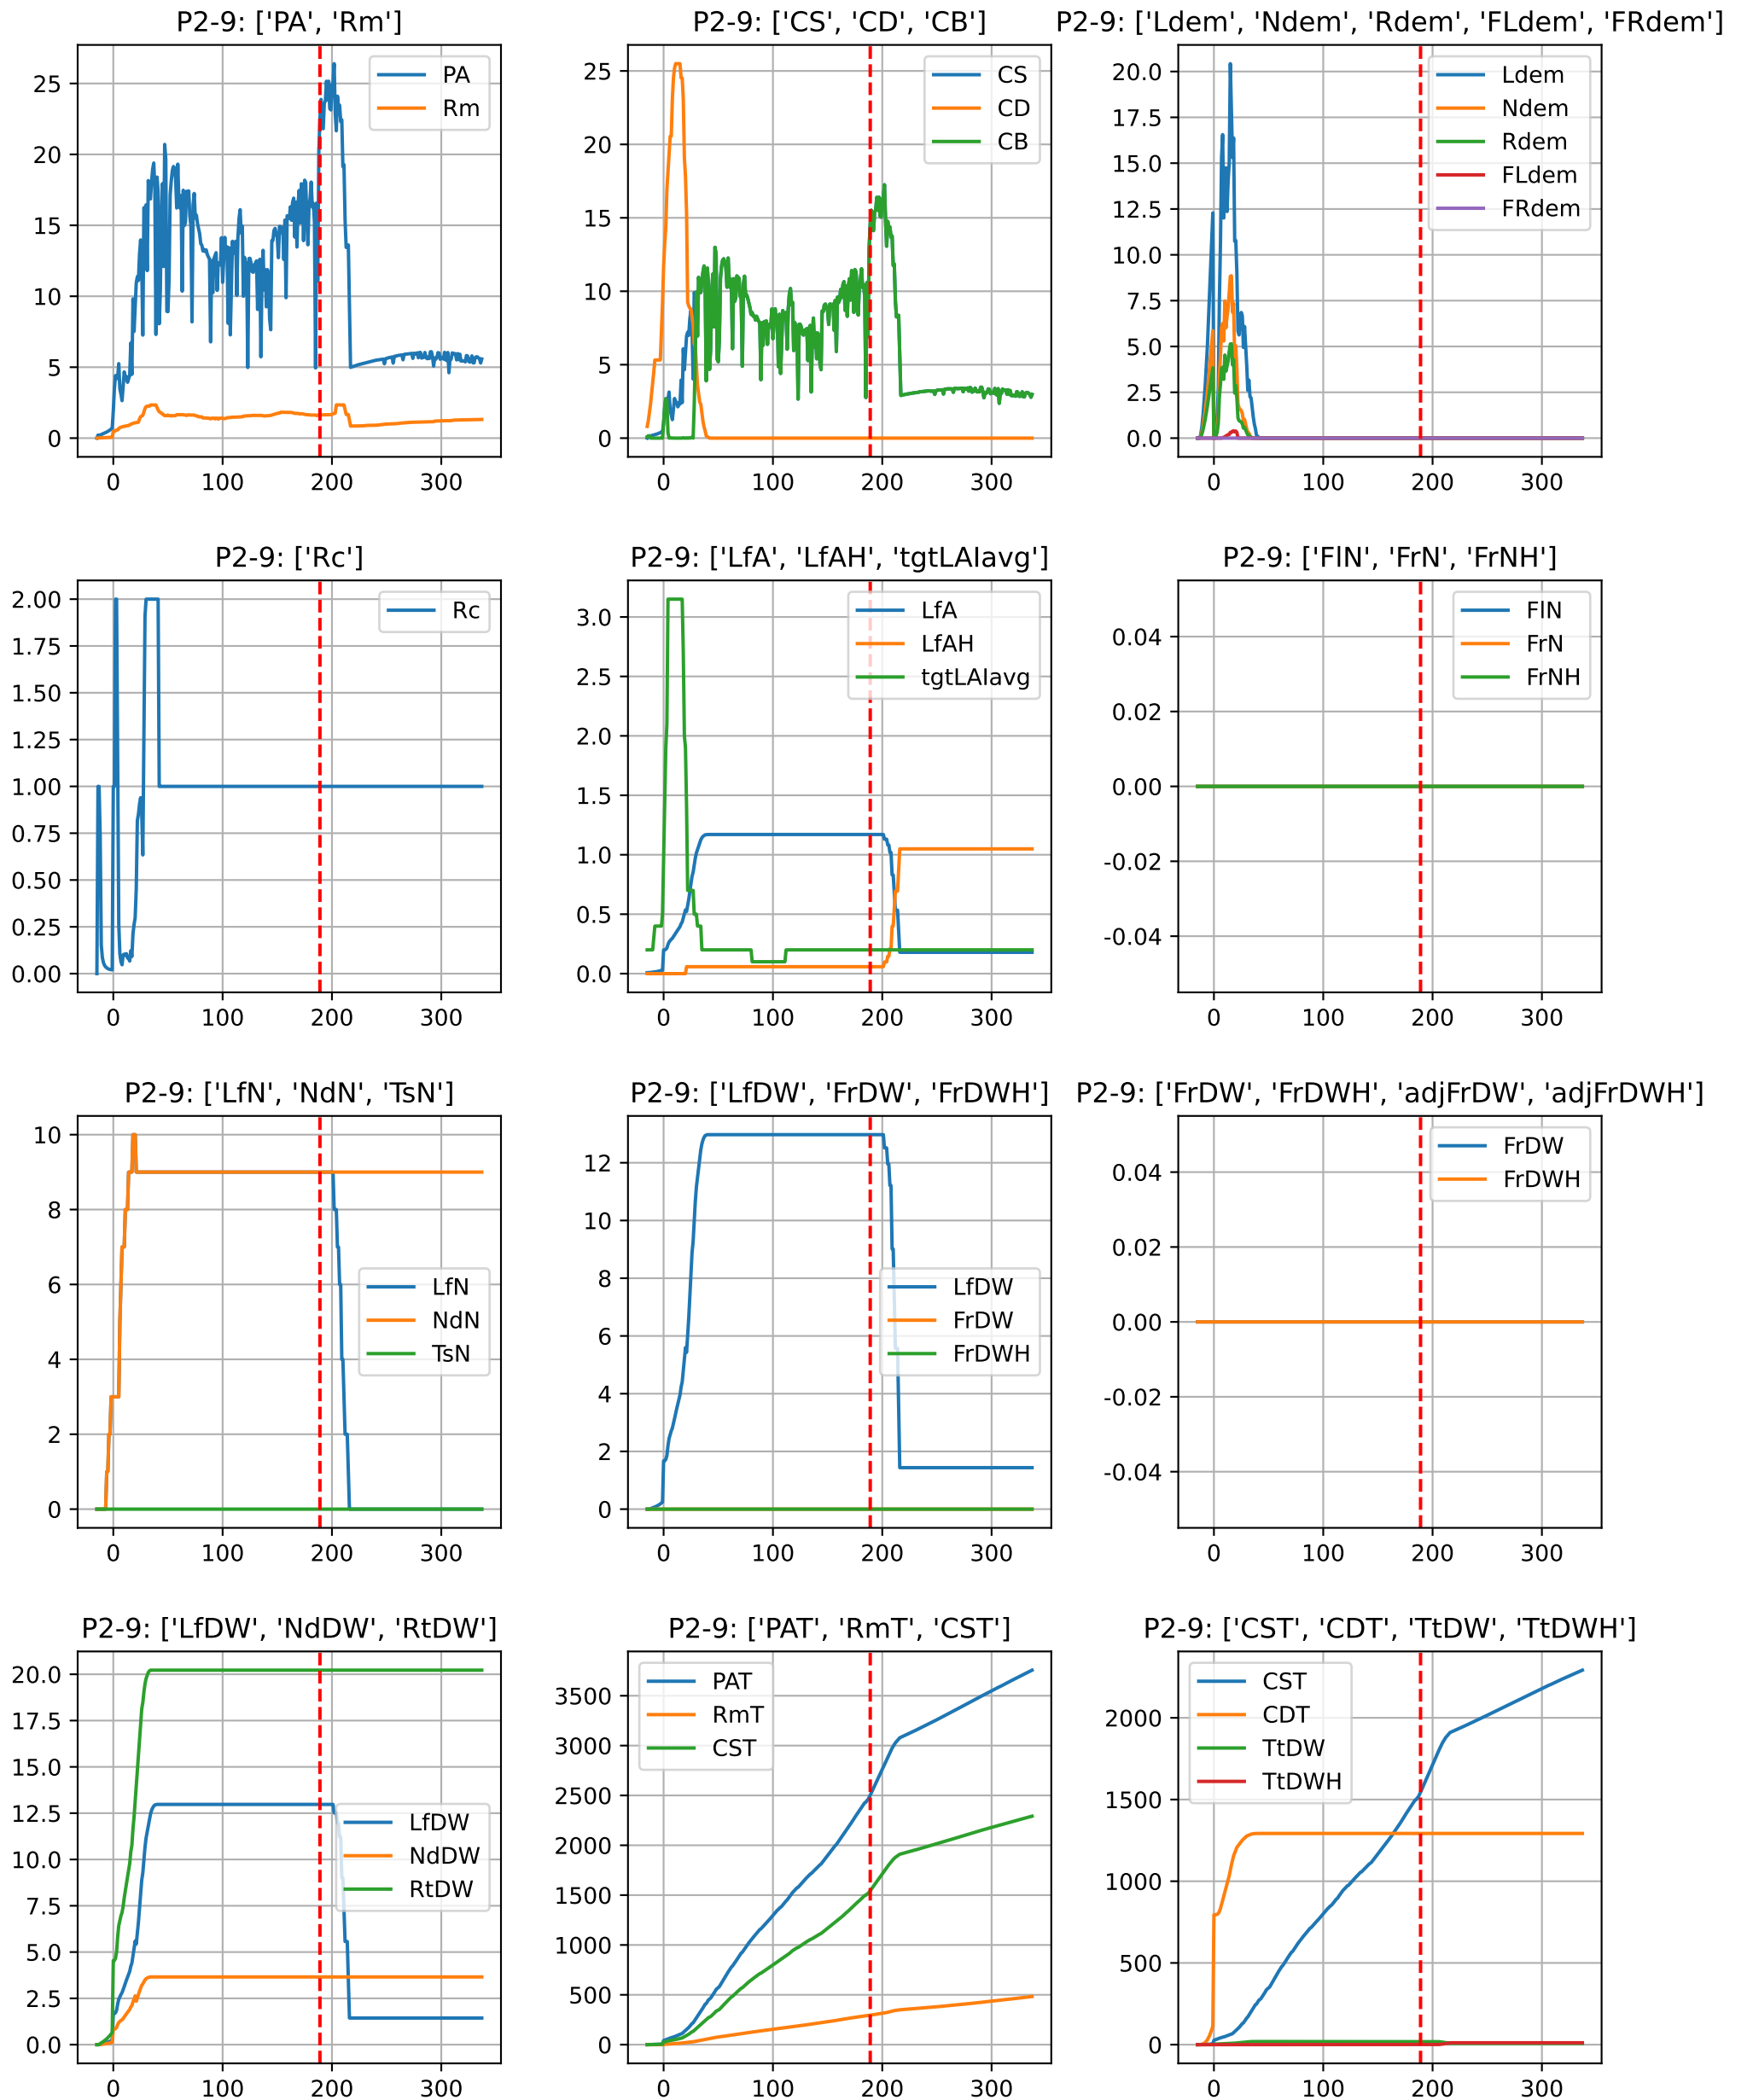 P2-9: ['PA', 'Rm']
25
20
15
10
5
0
0 100 200 300
PA
Rm
P2-9: ['CS', 'CD', 'CB']
25
20
15
10
5
0
0 100 200 300
CS
CD
CB
P2-9: ['Ldem', 'Ndem', 'Rdem', 'FLdem', 'FRdem']
20.0
17.5
15.0
12.5
10.0
7.5
5.0
2.5
0.0
0 100 200 300
Ldem
Ndem
Rdem
FLdem
FRdem
P2-9: ['Rc']
2.00
1.75
1.50
1.25
1.00
0.75
0.50
0.25
0.00
0 100 200 300
Rc
P2-9: ['LfA', 'LfAH', 'tgtLAIavg']
3.0
2.5
2.0
1.5
1.0
0.5
0.0
0 100 200 300
LfA
LfAH
tgtLAIavg
P2-9: ['FlN', 'FrN', 'FrNH']
0.04
0.02
0.00
-0.02
-0.04
0 100 200 300
FlN
FrN
FrNH
P2-9: ['LfN', 'NdN', 'TsN']
10
8
6
4
2
0
0 100 200 300
LfN
NdN
TsN
P2-9: ['LfDW', 'FrDW', 'FrDWH']
12
10
8
6
4
2
0
0 100 200 300
LfDW
FrDW
FrDWH
P2-9: ['FrDW', 'FrDWH', 'adjFrDW', 'adjFrDWH']
0.04
0.02
0.00
-0.02
-0.04
0 100 200 300
FrDW
FrDWH
P2-9: ['LfDW', 'NdDW', 'RtDW']
20.0
17.5
15.0
12.5
10.0
7.5
5.0
2.5
0.0
0 100 200 300
LfDW
NdDW
RtDW
P2-9: ['PAT', 'RmT', 'CST']
3500
3000
2500
2000
1500
1000
500
0
0 100 200 300
PAT
RmT
CST
P2-9: ['CST', 'CDT', 'TtDW', 'TtDWH']
2000
1500
1000
500
0
0 100 200 300
CST
CDT
TtDW
TtDWH